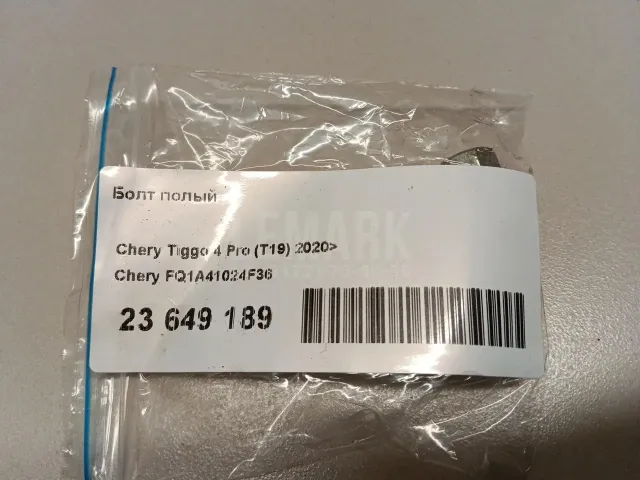 Болт полый
Chery Tiggo 4 Pro (T19) 2020>
Chery FQ1A41024F36
23 649 189